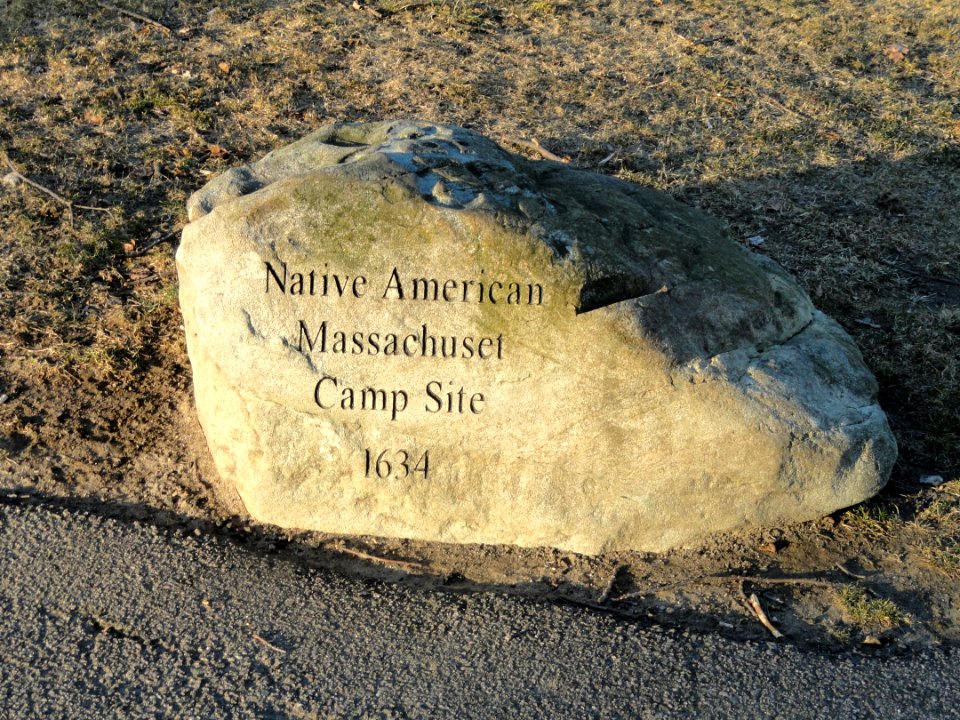 Native American
Massachuset
Camp Site
1634